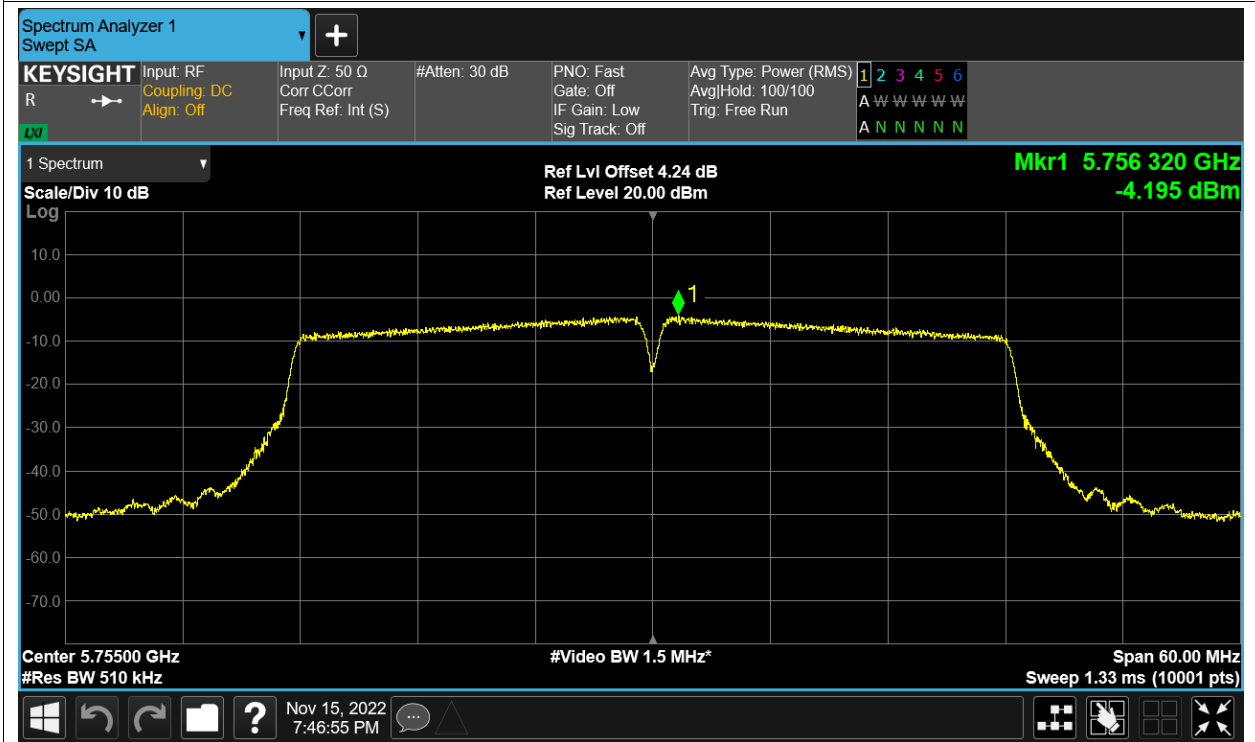 Spectrum Analyzer 1
Swept SA
KEYSIGHT
R
LXI
Input: RF
Coupling: DC
Align: Off
Input Z: 50 Ω
Corr CCorr
Freq Ref: Int (S)
#Atten: 30 dB
PNO: Fast
Gate: Off
IF Gain: Low
Sig Track: Off
Avg Type: Power (RMS)
Avg|Hold: 100/100
Trig: Free Run
1 2 3 4 5 6
A W W W W W
A N N N N N
1 Spectrum
Scale/Div 10 dB
Log
Ref Lvl Offset 4.24 dB
Ref Level 20.00 dBm
Mkr1 5.756 320 GHz
-4.195 dBm
10.0
0.00
1
-10.0
-20.0
-30.0
-40.0
-50.0
-60.0
-70.0
Center 5.75500 GHz
#Res BW 510 kHz
#Video BW 1.5 MHz*
Span 60.00 MHz
Sweep 1.33 ms (10001 pts)
?
Nov 15, 2022
7:46:55 PM